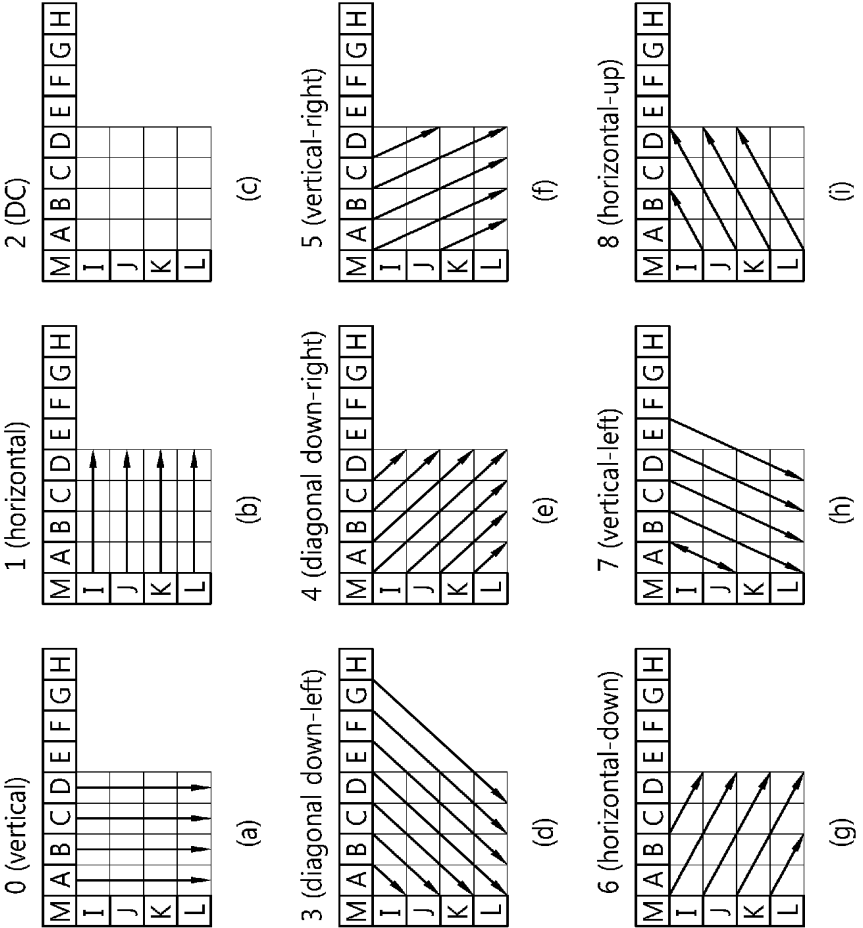 0 (vertical)
M A B C D E F G H
I
J
K
L
(a)
1 (horizontal)
M A B C D E F G H
I
J
K
L
(b)
2 (DC)
M A B C D E F G H
I
J
K
L
(c)
3 (diagonal down-left)
M A B C D E F G H
I
J
K
L
(d)
4 (diagonal down-right)
M A B C D E F G H
I
J
K
L
(e)
5 (vertical-right)
M A B C D E F G H
I
J
K
L
(f)
6 (horizontal-down)
M A B C D E F G H
I
J
K
L
(g)
7 (vertical-left)
M A B C D E F G H
I
J
K
L
(h)
8 (horizontal-up)
M A B C D E F G H
I
J
K
L
(i)